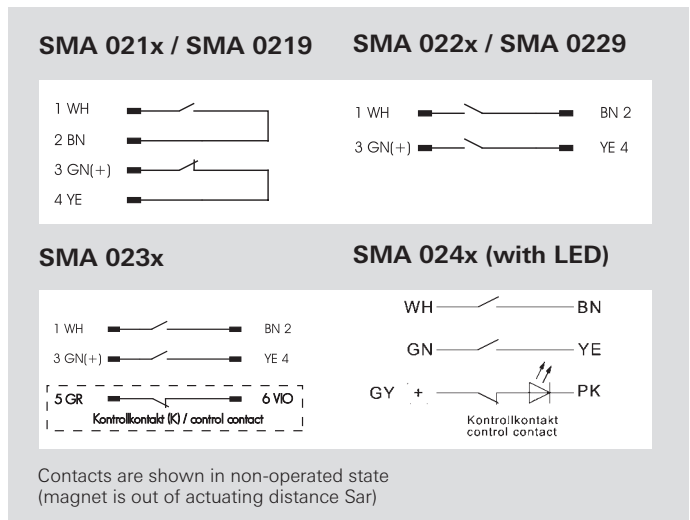 SMA 021x / SMA 0219
1 WH
2 BN
3 GN(+)
4 YE
SMA 022x / SMA 0229
1 WH BN 2
3 GN(+) YE 4
SMA 023x
1 WH BN 2
3 GN(+) YE 4
5 GR 6 VIO
Kontrollkontakt (K) / control contact
SMA 024x (with LED)
WH BN
GN YE
GY + PK
Kontrollkontakt
control contact
Contacts are shown in non-operated state
(magnet is out of actuating distance Sar)